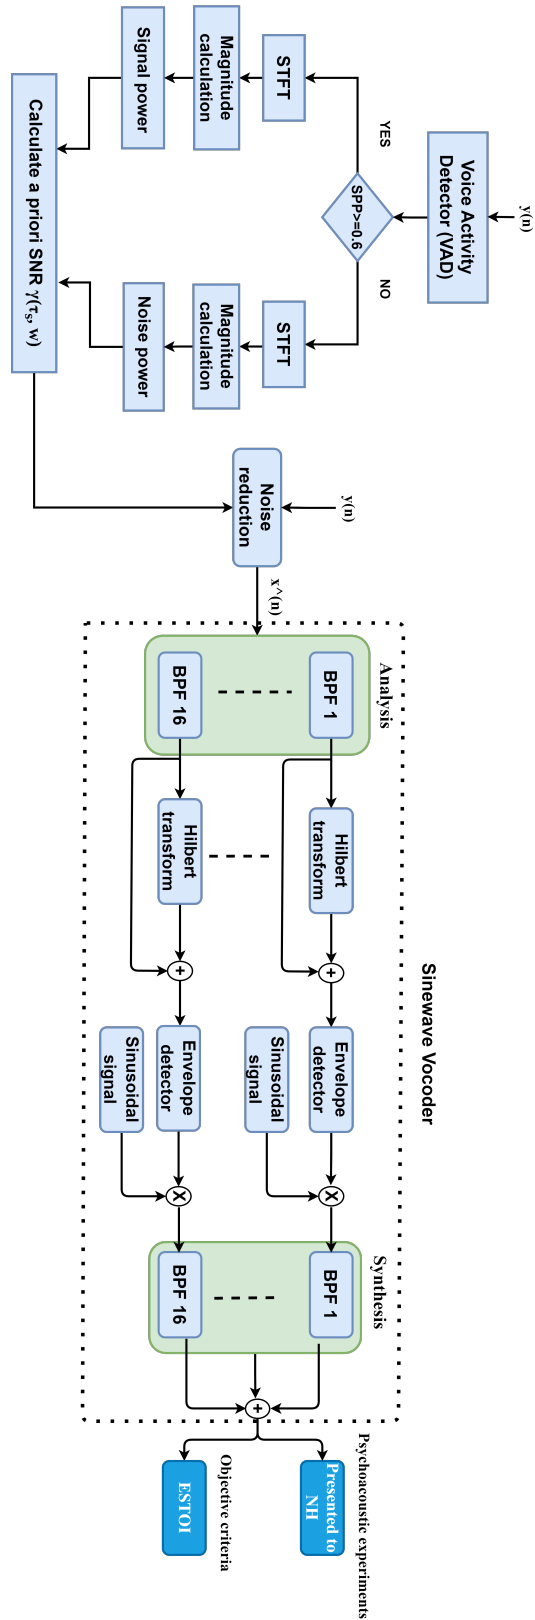 y(n)
Voice Activity
Detector (VAD)
SPP>=0.6
YES
NO
STFT
Magnitude
calculation
Signal power
STFT
Magnitude
calculation
Noise power
Calculate a priori SNR γ(τs, w)
y(n)
Noise
reduction
x^(n)
Sinewave Vocoder
Analysis
BPF 1
BPF 16
Hilbert
transform
Hilbert
transform
+
+
Envelope
detector
Sinusoidal
signal
Envelope
detector
Sinusoidal
signal
X
X
Synthesis
BPF 1
BPF 16
+
Psychoacoustic experiments
Presented to
NH
Objective criteria
ESTOI